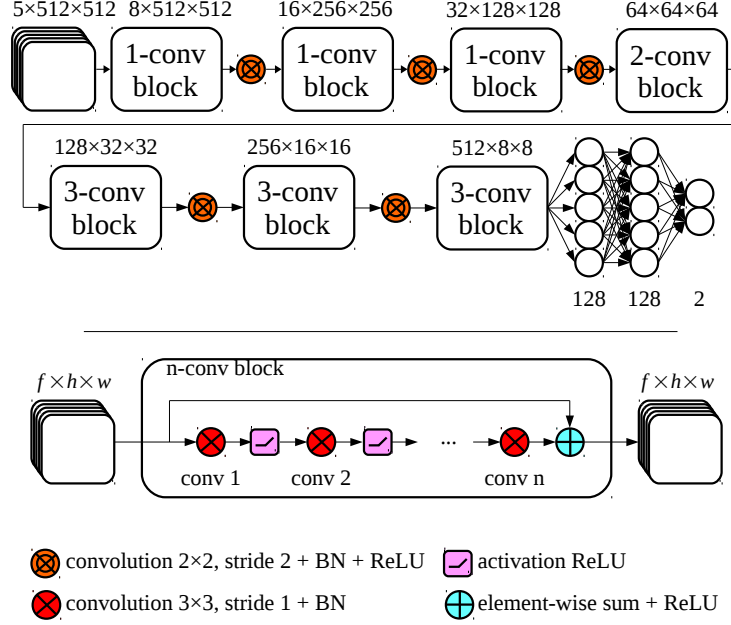 5×512×512 8×512×512 16×256×256 32×128×128 64×64×64
1-conv block 1-conv block 1-conv block 2-conv block
128×32×32 256×16×16 512×8×8
3-conv block 3-conv block 3-conv block
128 128 2
n-conv block
f×h×w f×h×w
...
conv 1 conv 2 conv n
convolution 2×2, stride 2 + BN + ReLU
activation ReLU
convolution 3×3, stride 1 + BN
element-wise sum + ReLU